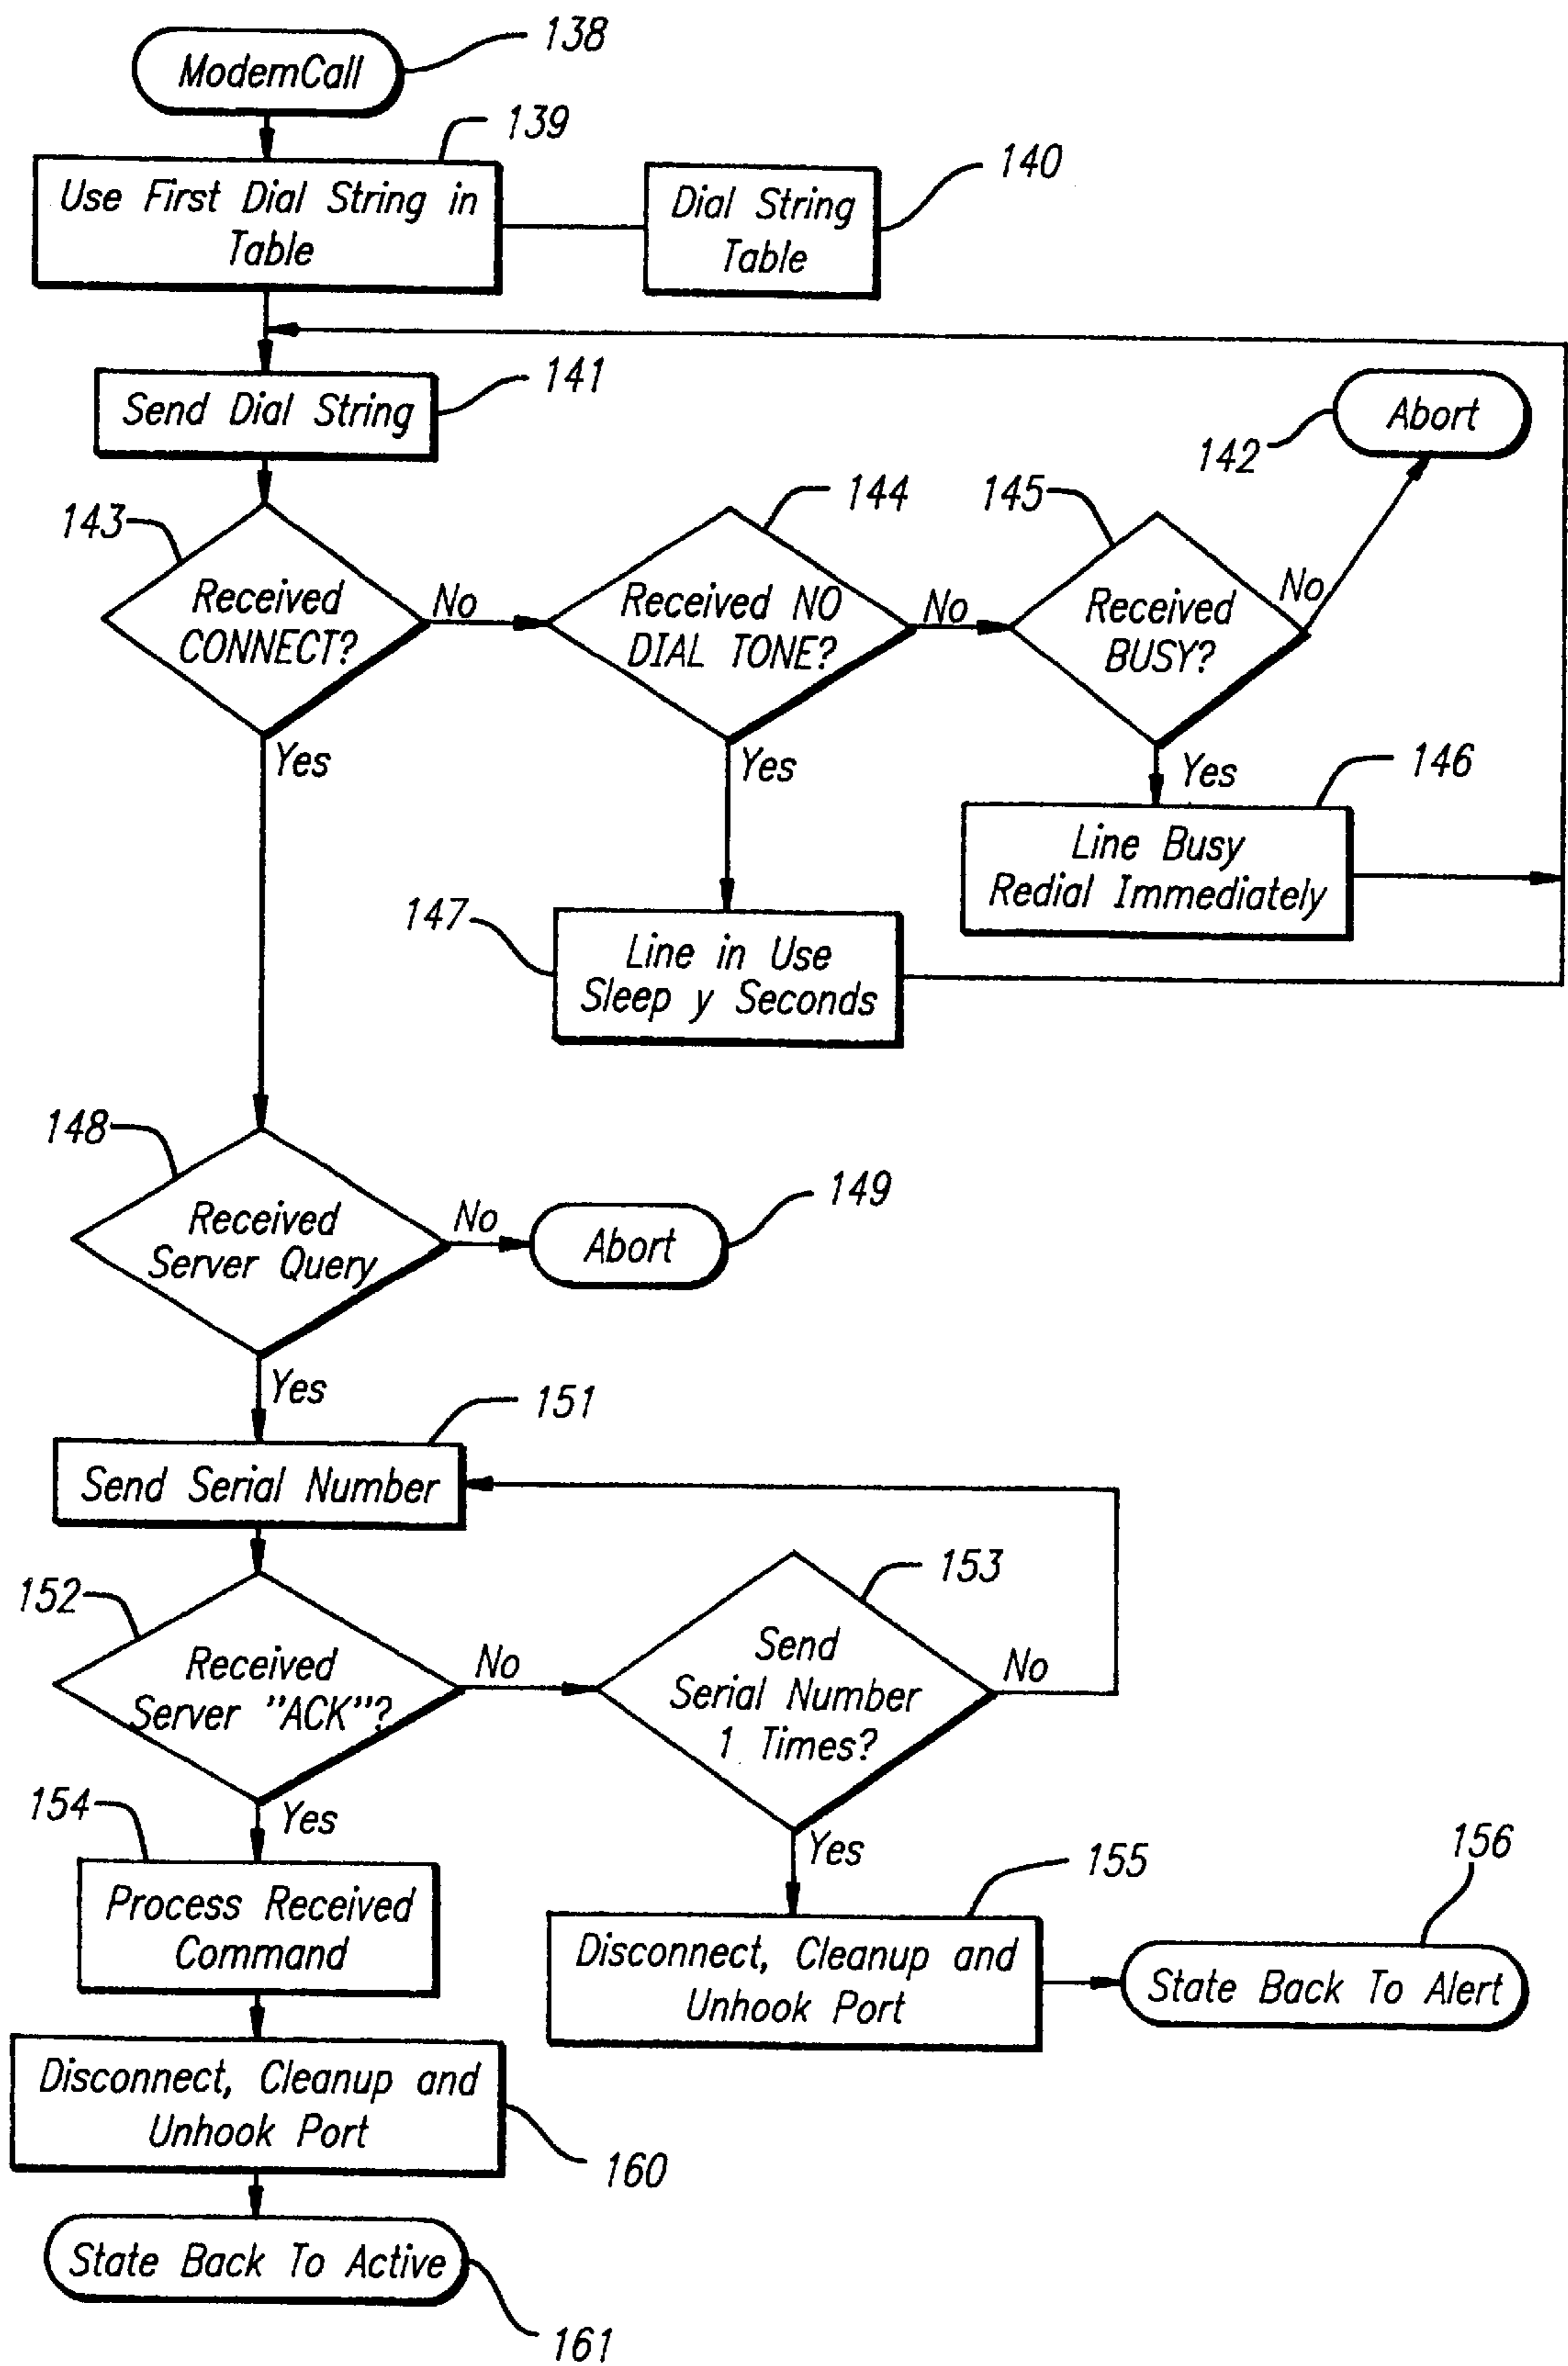 ModemCall
138
139
Use First Dial String in
Table
140
Dial String
Table
141
Send Dial String
142
Abort
143
Received
CONNECT?
No
Yes
144
Received NO
DIAL TONE?
No
Yes
145
Received
BUSY?
No
Yes
146
Line Busy
Redial Immediately
147
Line in Use
Sleep y Seconds
148
Received
Server Query
No
Yes
149
Abort
151
Send Serial Number
152
Received
Server "ACK"?
No
Yes
153
Send
Serial Number
1 Times?
No
Yes
154
Process Received
Command
155
Disconnect, Cleanup and
Unhook Port
156
State Back To Alert
Disconnect, Cleanup and
Unhook Port
160
State Back To Active
161